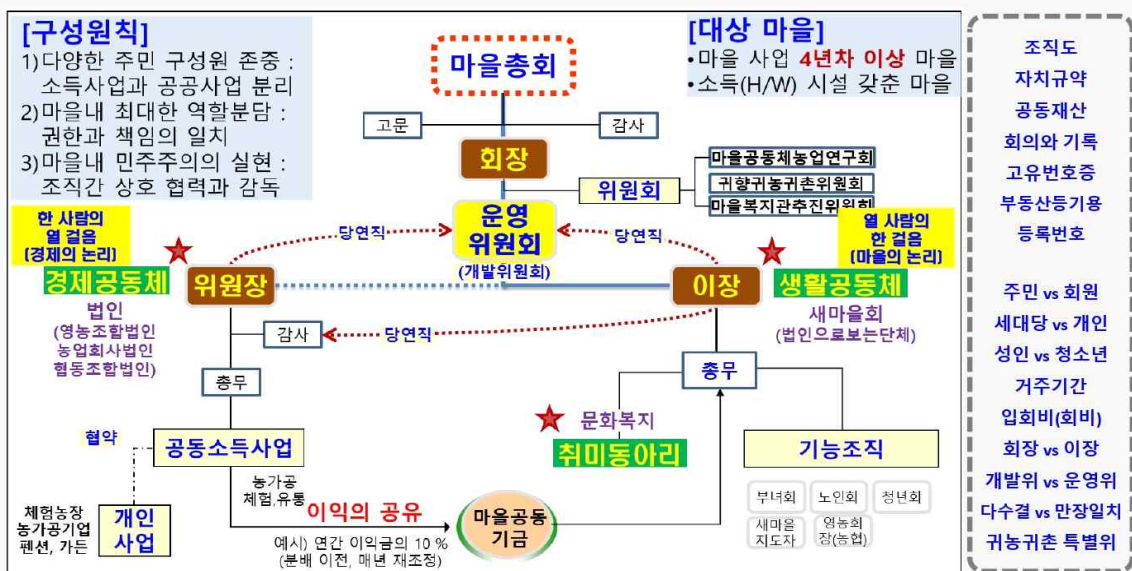 [구성원칙]
1)다양한 주민 구성원 존중 :
소득사업과 공공사업 분리
2)마을내 최대한 역할분담 :
권한과 책임의 일치
3)마을내 민주주의의 실현 :
조직간 상호 협력과 감독
마을총회
[대상 마을]
•마을 사업 4년차 이상 마을
•소득(H/W) 시설 갖춘 마을
고문
감사
회장
위원회
마을공동체농업연구회
귀향귀농귀촌위원회
마을복지관추진위원회
한 사람의
열 걸음
(경제의 논리)
당연직
운영
위원회
(개발위원회)
당연직
열 사람의
한 걸음
(마을의 논리)
경제공동체
위원장
이장
생활공동체
법인
(영농조합법인
농업회사법인
협동조합법인)
새마을회
(법인으로보는단체)
감사
당연직
총무
총무
협약
공동소득사업
문화복지
취미동아리
기능조직
농가공
체험,유통
체험농장
농가공기업
펜션, 가든
개인
사업
이익의 공유
예시) 연간 이익금의 10 %
(분배 이전, 매년 재조정)
마을공동
기금
부녀회
노인회
청년회
새마을
지도자
영농회
장(농협)
조직도
자치규약
공동재산
회의와 기록
고유번호증
부동산등기용
등록번호
주민 vs 회원
세대당 vs 개인
성인 vs 청소년
거주기간
입회비(회비)
회장 vs 이장
개발위 vs 운영위
다수결 vs 만장일치
귀농귀촌 특별위